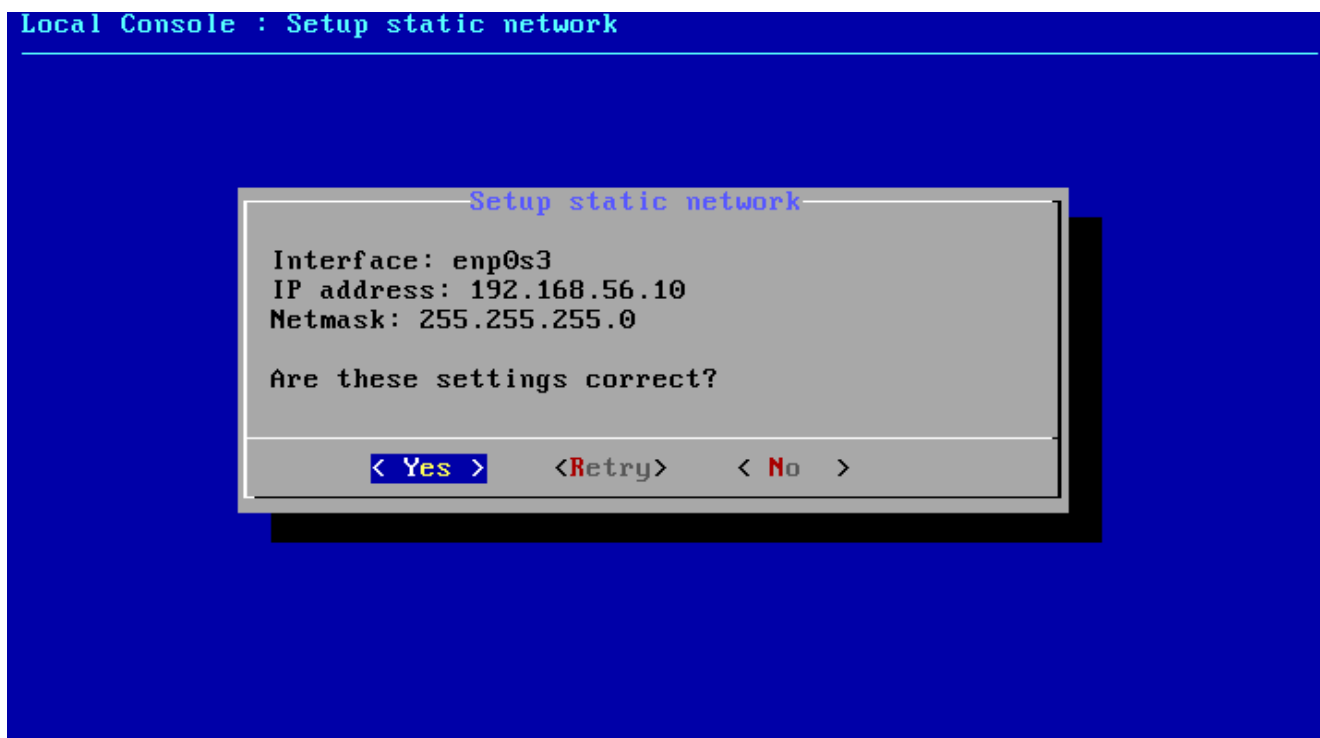 Local Console : Setup static network
Setup static network
Interface: enp0s3
IP address: 192.168.56.10
Netmask: 255.255.255.0
Are these settings correct?
< Yes > <Retry> < No >